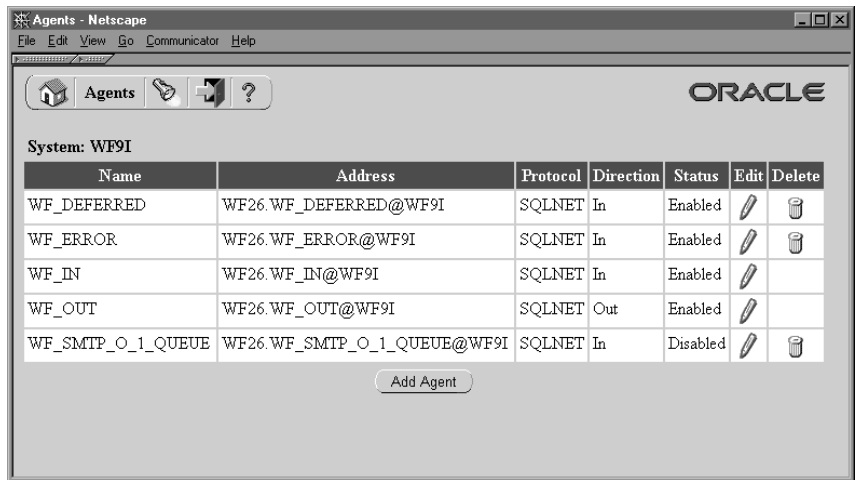 Agents - Netscape
File Edit View Go Communicator Help
Agents ?
ORACLE
System: WF9I
Name Address Protocol Direction Status Edit Delete
WF_DEFERRED WF26.WF_DEFERRED@WF9I SQLNET In Enabled
WF_ERROR WF26.WF_ERROR@WF9I SQLNET In Enabled
WF_IN WF26.WF_IN@WF9I SQLNET In Enabled
WF_OUT WF26.WF_OUT@WF9I SQLNET Out Enabled
WF_SMTP_O_1_QUEUE WF26.WF_SMTP_O_1_QUEUE@WF9I SQLNET In Disabled
Add Agent